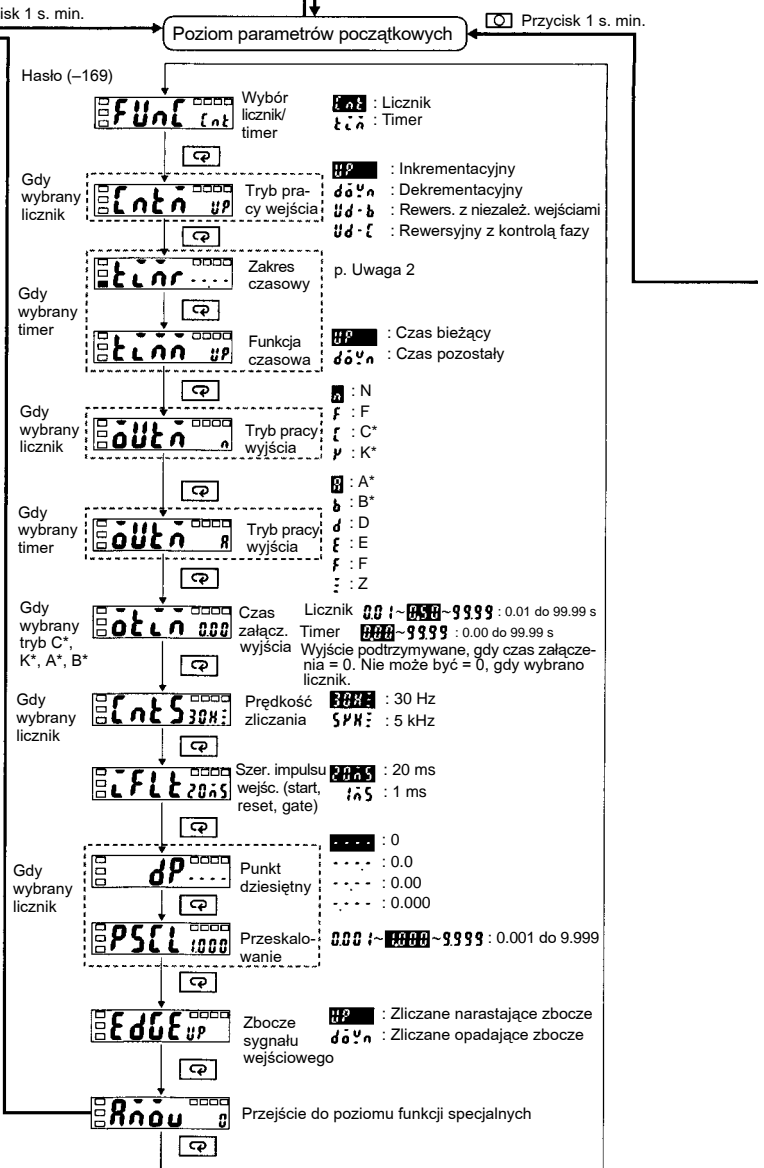 isk 1 s. min.
Poziom parametrów początkowych
Przycisk 1 s. min.
Hasło (–169)
FUnC Cnt
Wybór
licznik/
timer
Cnt : Licznik
tim : Timer
Gdy
wybrany
licznik
Cntm UP
Tryb pra-
cy wejścia
UP : Inkrementacyjny
doWn : Dekrementacyjny
Ud-b : Rewers. z niezależ. wejściami
Ud-C : Rewersyjny z kontrolą fazy
Gdy
wybrany
timer
timr ----
Zakres
czasowy
p. Uwaga 2
timm UP
Funkcja
czasowa
UP : Czas bieżący
doWn : Czas pozostały
Gdy
wybrany
licznik
oUtm n
Tryb pracy
wyjścia
n : N
F : F
C : C*
K : K*
Gdy
wybrany
timer
oUtm A
Tryb pracy
wyjścia
A : A*
b : B*
d : D
E : E
F : F
Z : Z
Gdy
wybrany
tryb C*,
K*, A*, B*
otim 0.00
Czas
załącz.
wyjścia
Licznik 0.01~0.50~99.99 : 0.01 do 99.99 s
Timer 0.00~99.99 : 0.00 do 99.99 s
Wyjście podtrzymywane, gdy czas załącze-
nia = 0. Nie może być = 0, gdy wybrano
licznik.
Gdy
wybrany
licznik
CntS 30HZ
Prędkość
zliczania
30HZ : 30 Hz
5KHZ : 5 kHz
iFLt 20mS
Szer. impulsu
wejśc. (start,
reset, gate)
20mS : 20 ms
1mS : 1 ms
Gdy
wybrany
licznik
dP ----
Punkt
dziesiętny
---- : 0
---.- : 0.0
--.-- : 0.00
-.--- : 0.000
PSCL 1.000
Przeskalo-
wanie
0.001~1.000~9.999 : 0.001 do 9.999
EdGE UP
Zbocze
sygnału
wejściowego
UP : Zliczane narastające zbocze
doWn : Zliczane opadające zbocze
Amov 0
Przejście do poziomu funkcji specjalnych